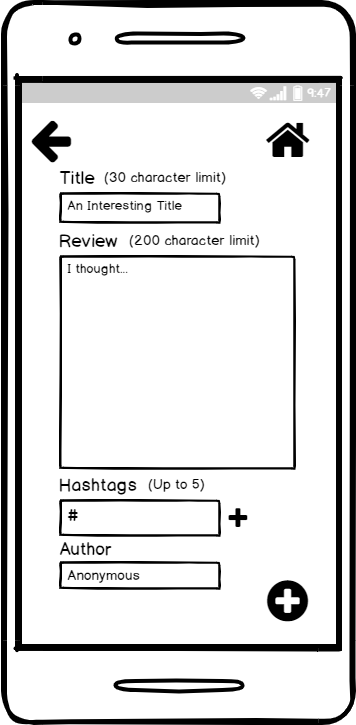 9:47
Title (30 character limit)
An Interesting Title
Review (200 character limit)
I thought...
Hashtags (Up to 5)
#
Author
Anonymous